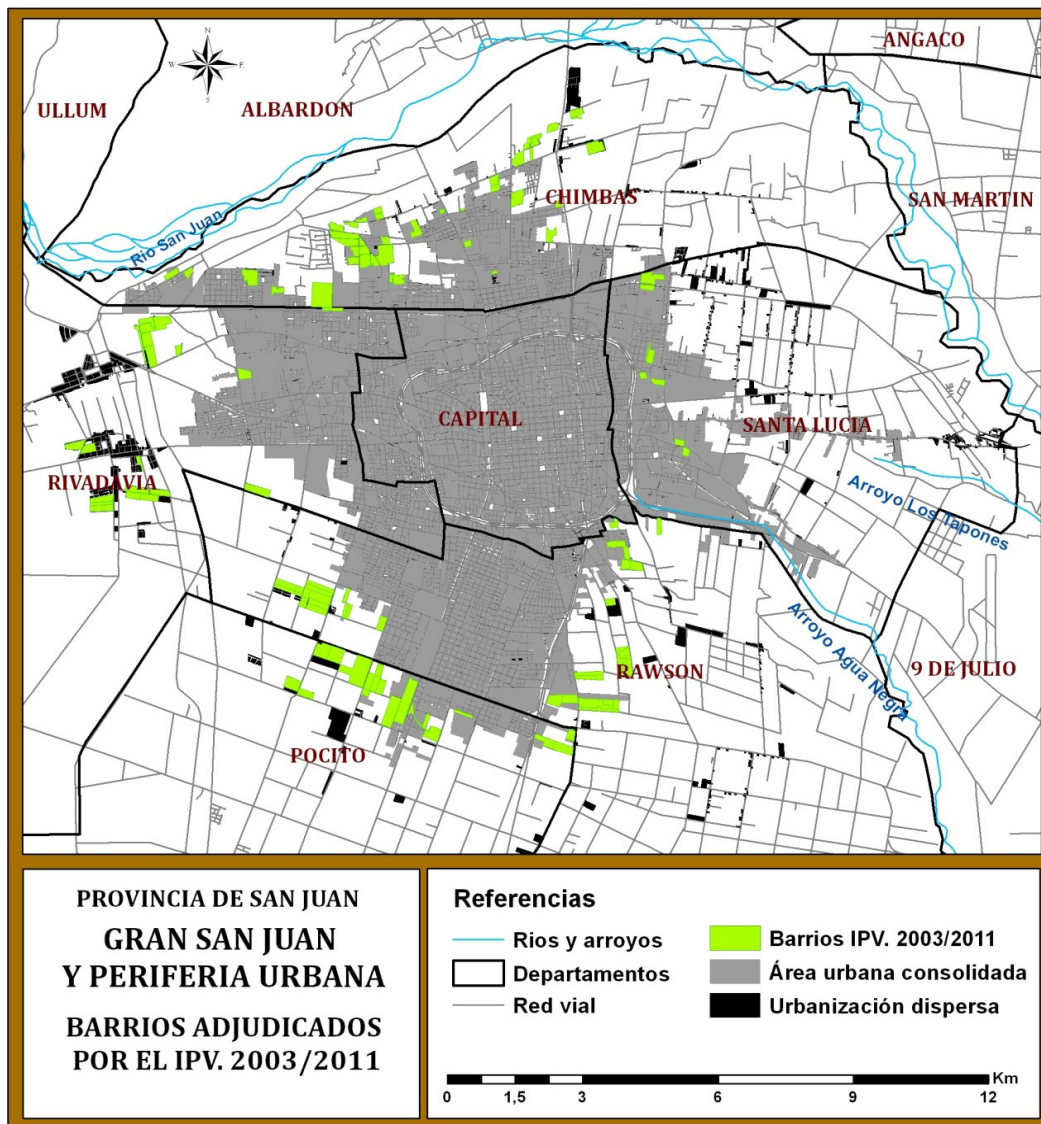 N
W
E
S
ANGACO
ULLUM
ALBARDON
CHIMBAS
SAN MARTIN
Río San Juan
CAPITAL
SANTA LUCIA
RIVADAVIA
Arroyo Los Tapones
Arroyo Agua Negra
RAWSON
9 DE JULIO
POCITO
PROVINCIA DE SAN JUAN
GRAN SAN JUAN
Y PERIFERIA URBANA
BARRIOS ADJUDICADOS
POR EL IPV. 2003/2011
Referencias
Rios y arroyos
Departamentos
Red vial
Barrios IPV. 2003/2011
Área urbana consolidada
Urbanización dispersa
Km
0 1,5 3 6 9 12